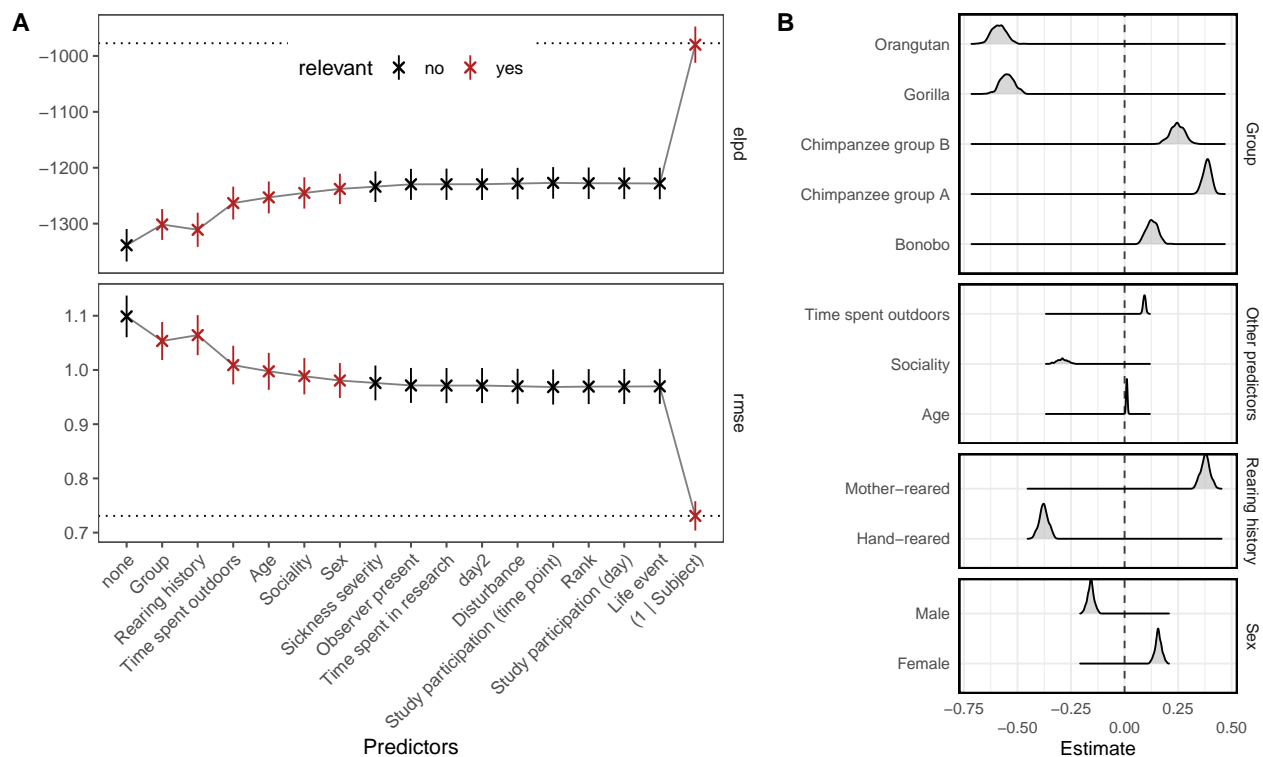 A
−1000
−1100
−1200
−1300
relevant no yes
elpd
1.1
1.0
0.9
0.8
0.7
rmse
none
Group
Rearing history
Time spent outdoors
Age
Sociality
Sex
Sickness severity
Observer present
Time spent in research
day2
Disturbance
Study participation (time point)
Rank
Study participation (day)
Life event
(1 | Subject)
Predictors
B
Orangutan
Gorilla
Chimpanzee group B
Chimpanzee group A
Bonobo
Group
Time spent outdoors
Sociality
Age
Other predictors
Mother−reared
Hand−reared
Rearing history
Male
Female
Sex
−0.75 −0.25 0.25
−0.50 0.00 0.50
Estimate